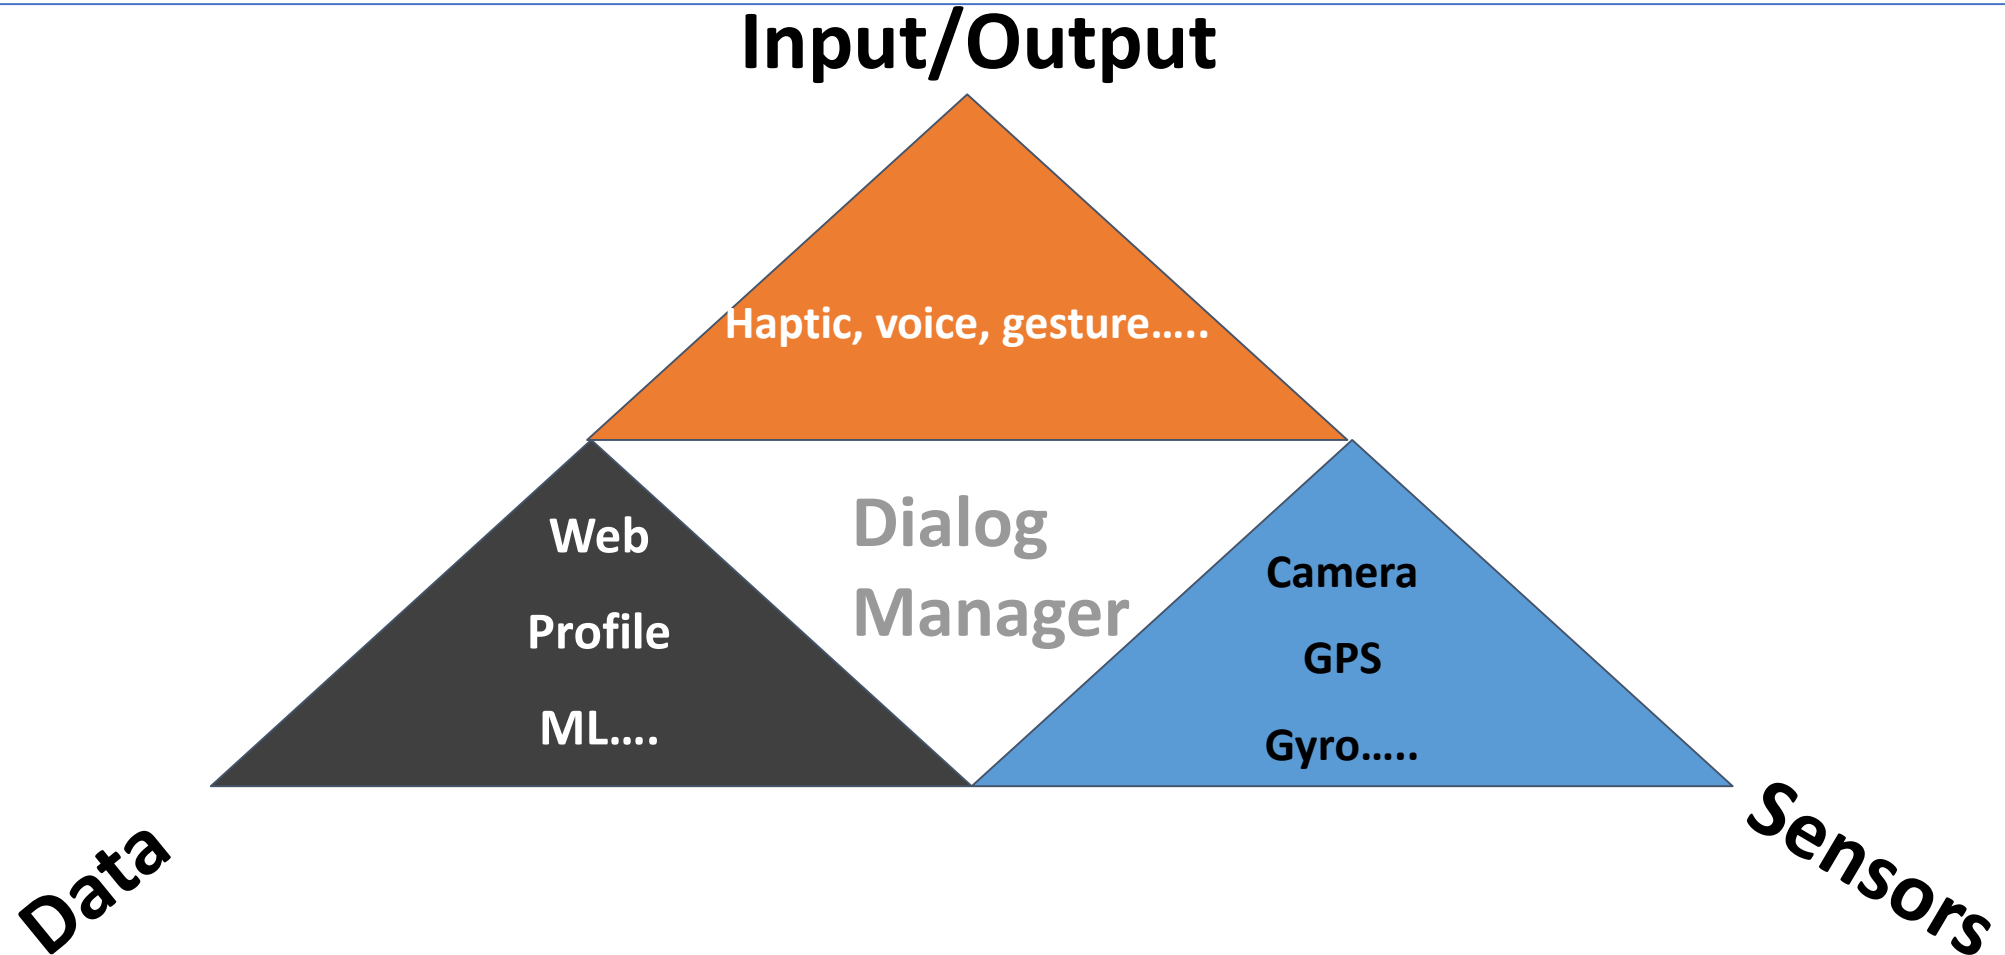 Input/Output
Haptic, voice, gesture…..
Dialog
Manager
Web
Profile
ML….
Camera
GPS
Gyro…..
Data
Sensors